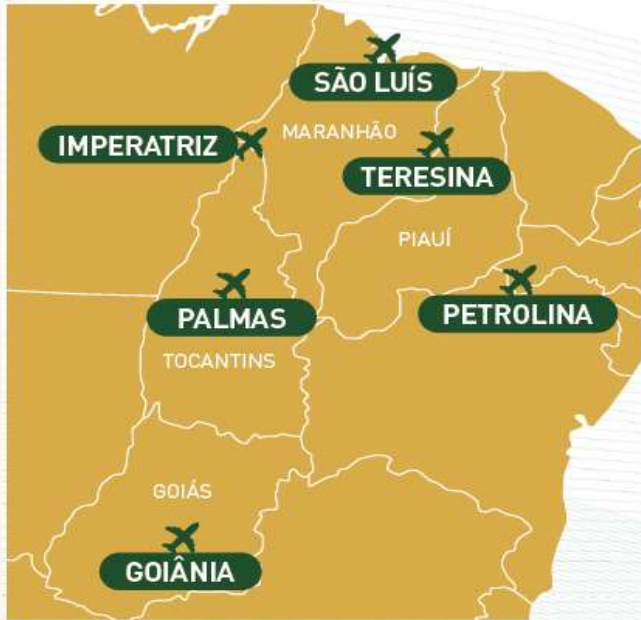 SÃO LUÍS
MARANHÃO
IMPERATRIZ
TERESINA
PIAUÍ
PALMAS
PETROLINA
TOCANTINS
GOIÁS
GOIÂNIA